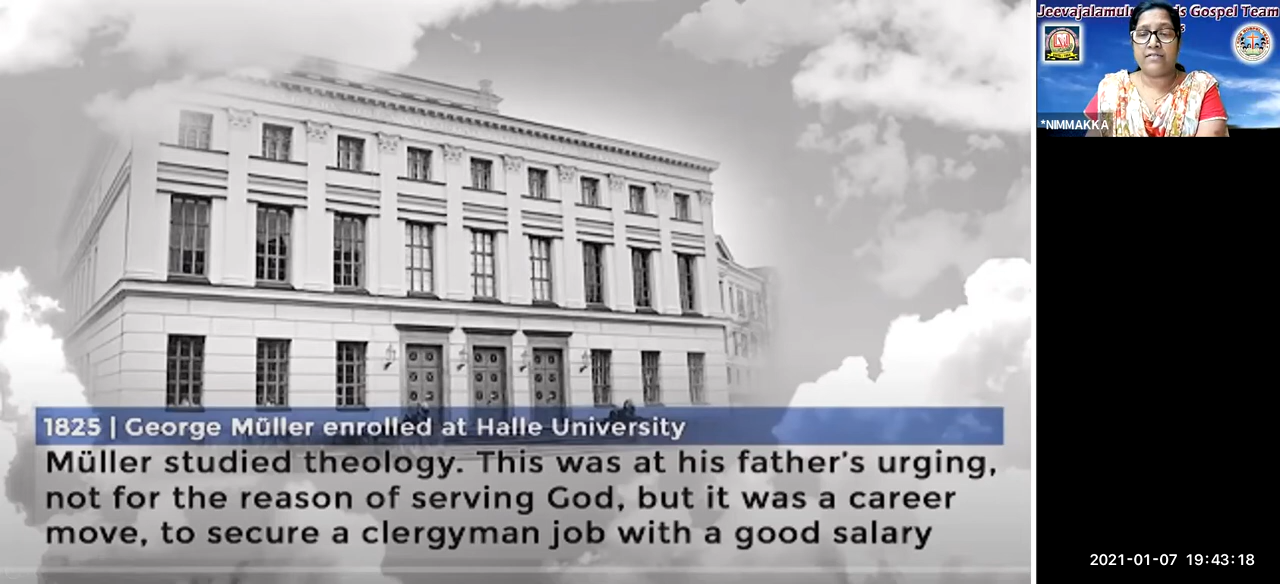 1825 | George Müller enrolled at Halle University
Müller studied theology. This was at his father's urging,
not for the reason of serving God, but it was a career
move, to secure a clergyman job with a good salary
Gospel Team
*NIMMAKKA
2021-01-07 19:43:18